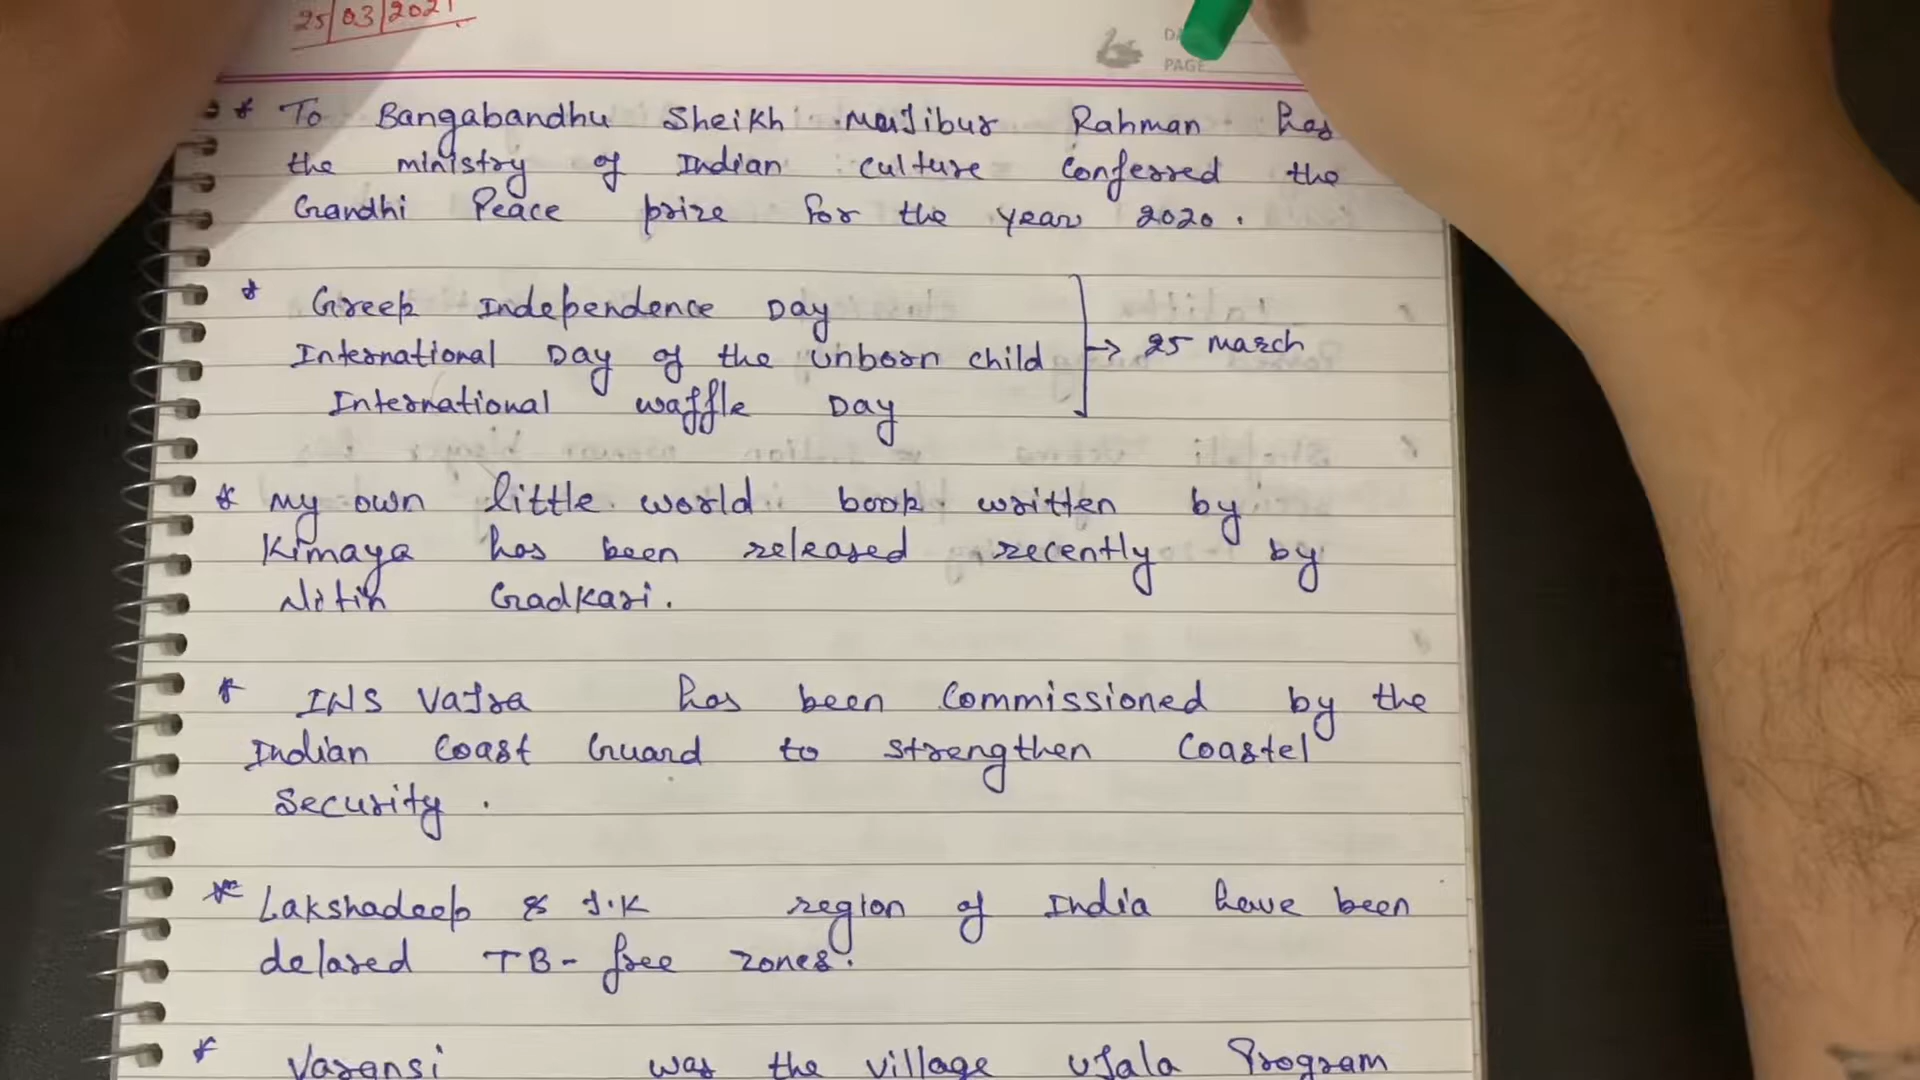 25/03/2021
PAGE
* To Bangabandhu Sheikh Mujibur Rahman has
the ministry of Indian culture conferred the
Gandhi Peace prize for the year 2020.
* Greek Independence Day
International Day of the unborn child → 25 march
International waffle Day
* my own little world book written by
Kimaya has been released recently by
Nitin Gadkari.
* INS Vajra has been commissioned by the
Indian Coast Guard to strengthen Coastel
Security.
* Lakshadeep & J.K region of India have been
delared TB-free zones.
* Varansi was the village Ujala Program